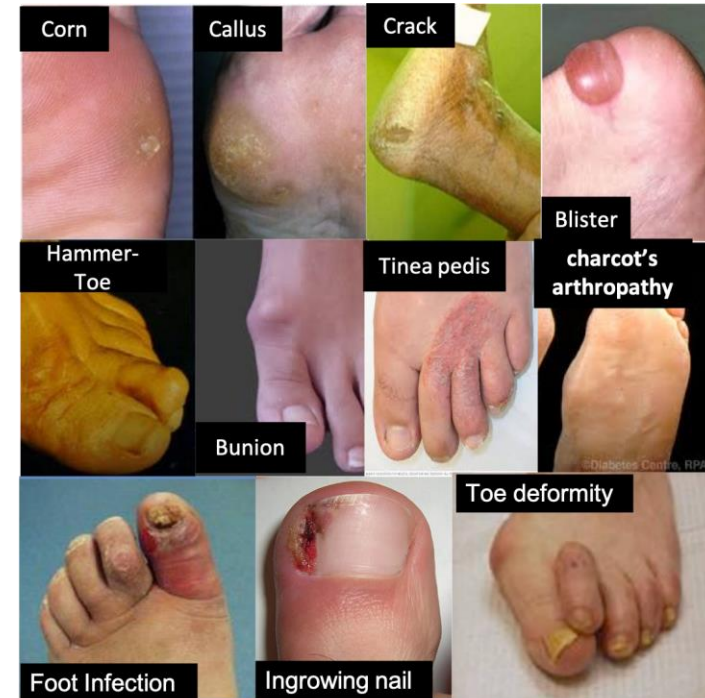 Corn
Callus
Crack
Blister
Hammer-
Toe
Bunion
Tinea pedis
charcot's
arthropathy
©Diabetes Centre, RPA
Foot Infection
Ingrowing nail
Toe deformity